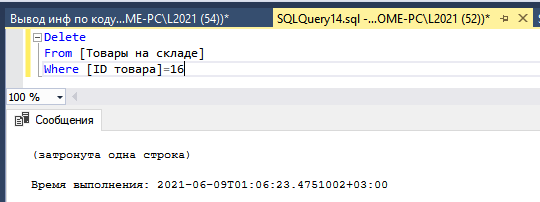 Вывод инф по коду...ME-PC\L2021 (54))*
SQLQuery14.sql -...OME-PC\L2021 (52))*
Delete
From [Товары на складе]
Where [ID товара]=16
100 %
Сообщения
(затронута одна строка)
Время выполнения: 2021-06-09T01:06:23.4751002+03:00